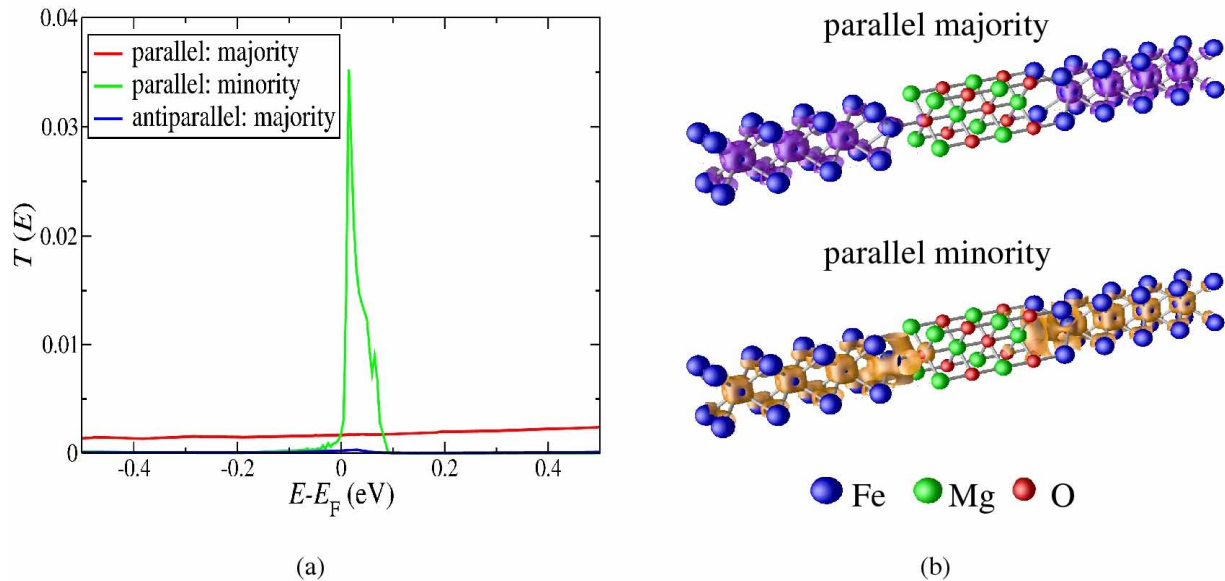 0.04
0.03
0.02
0.01
0
T (E)
parallel: majority
parallel: minority
antiparallel: majority
-0.4
-0.2
0
0.2
0.4
E-E_F (eV)
(a)
parallel majority
parallel minority
Fe
Mg
O
(b)